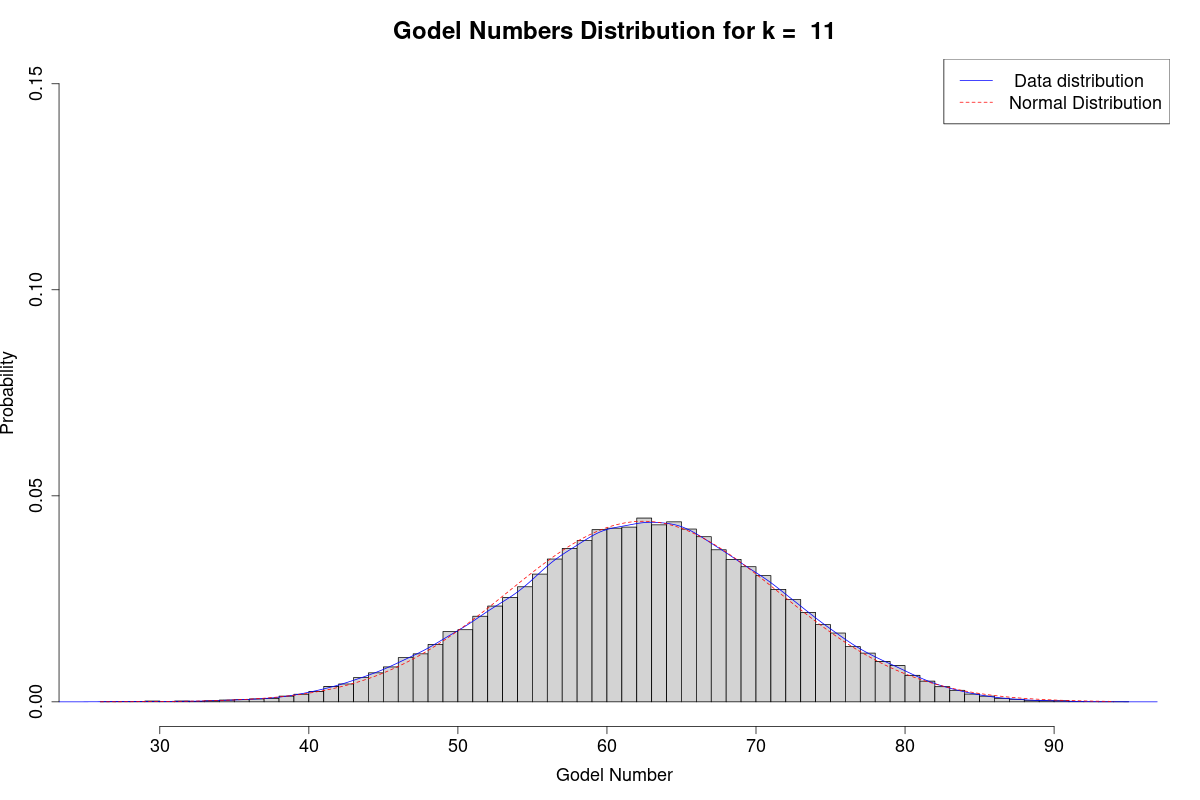 Godel Numbers Distribution for k =  11
Data distribution
Normal Distribution
0.15
0.10
0.05
0.00
Probability
30 40 50 60 70 80 90
Godel Number